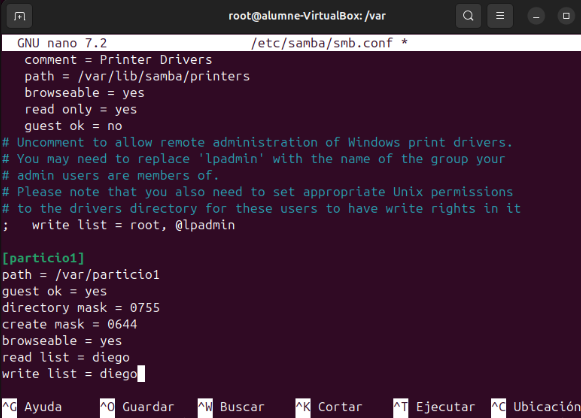 root@alumne-VirtualBox: /var
GNU nano 7.2 /etc/samba/smb.conf *
comment = Printer Drivers
path = /var/lib/samba/printers
browseable = yes
read only = yes
guest ok = no
# Uncomment to allow remote administration of Windows print drivers.
# You may need to replace 'lpadmin' with the name of the group your
# admin users are members of.
# Please note that you also need to set appropriate Unix permissions
# to the drivers directory for these users to have write rights in it
;   write list = root, @lpadmin
[particio1]
path = /var/particio1
guest ok = yes
directory mask = 0755
create mask = 0644
browseable = yes
read list = diego
write list = diego
^G Ayuda ^O Guardar ^W Buscar ^K Cortar ^T Ejecutar ^C Ubicación